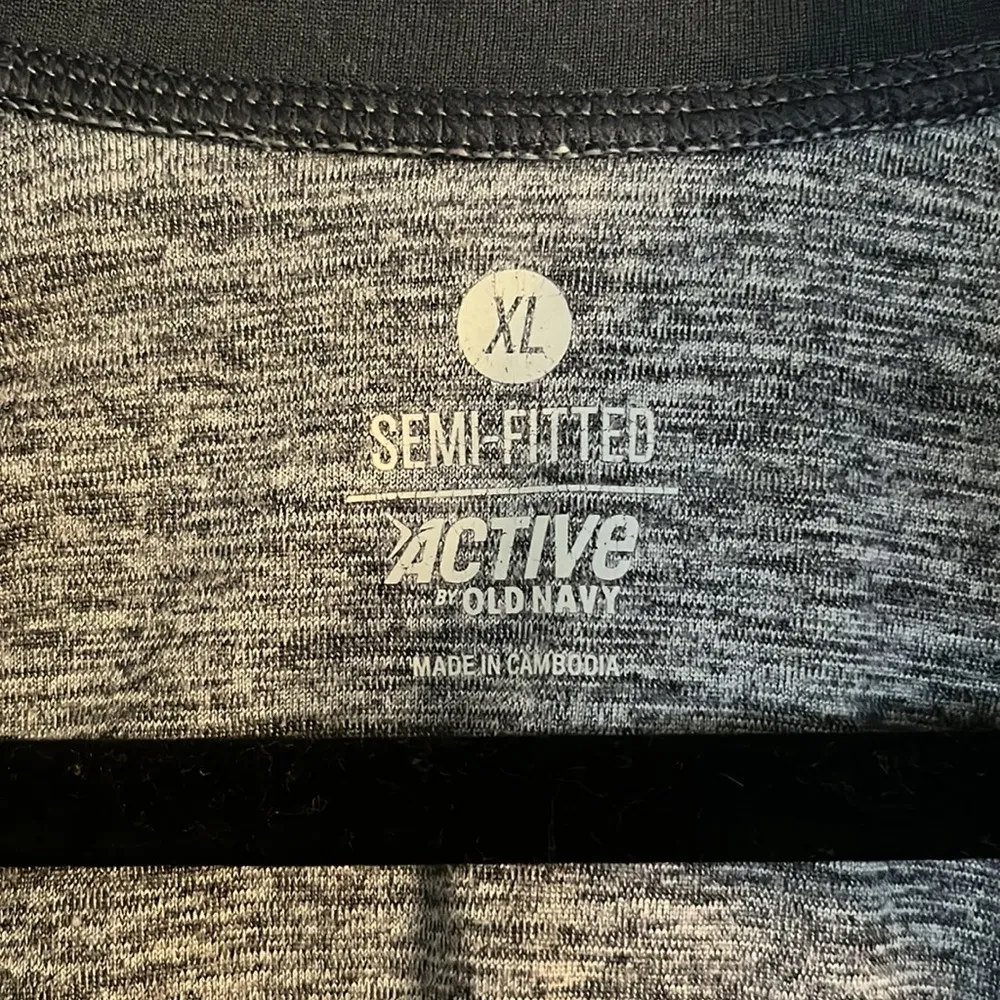 XL
SEMI-FITTED
ACTIVe
BY OLD NAVY
MADE IN CAMBODIA